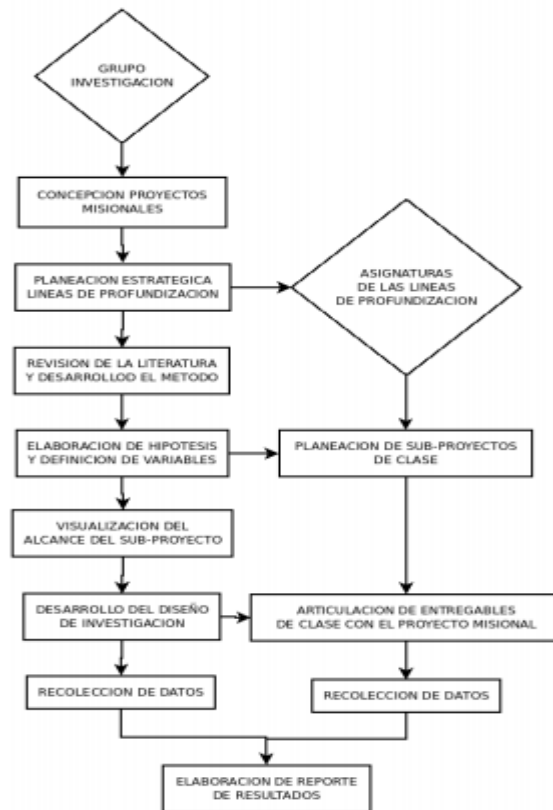 GRUPO
INVESTIGACION
CONCEPCION PROYECTOS
MISIONALES
PLANEACION ESTRATEGICA
LINEAS DE PROFUNDIZACION
ASIGNATURAS
DE LAS LINEAS
DE PROFUNDIZACION
REVISION DE LA LITERATURA
Y DESARROLLOD EL METODO
ELABORACION DE HIPOTESIS
Y DEFINICION DE VARIABLES
PLANEACION DE SUB-PROYECTOS
DE CLASE
VISUALIZACION DEL
ALCANCE DEL SUB-PROYECTO
DESARROLLO DEL DISEÑO
DE INVESTIGACION
ARTICULACION DE ENTREGABLES
DE CLASE CON EL PROYECTO MISIONAL
RECOLECCION DE DATOS
RECOLECCION DE DATOS
ELABORACION DE REPORTE
DE RESULTADOS